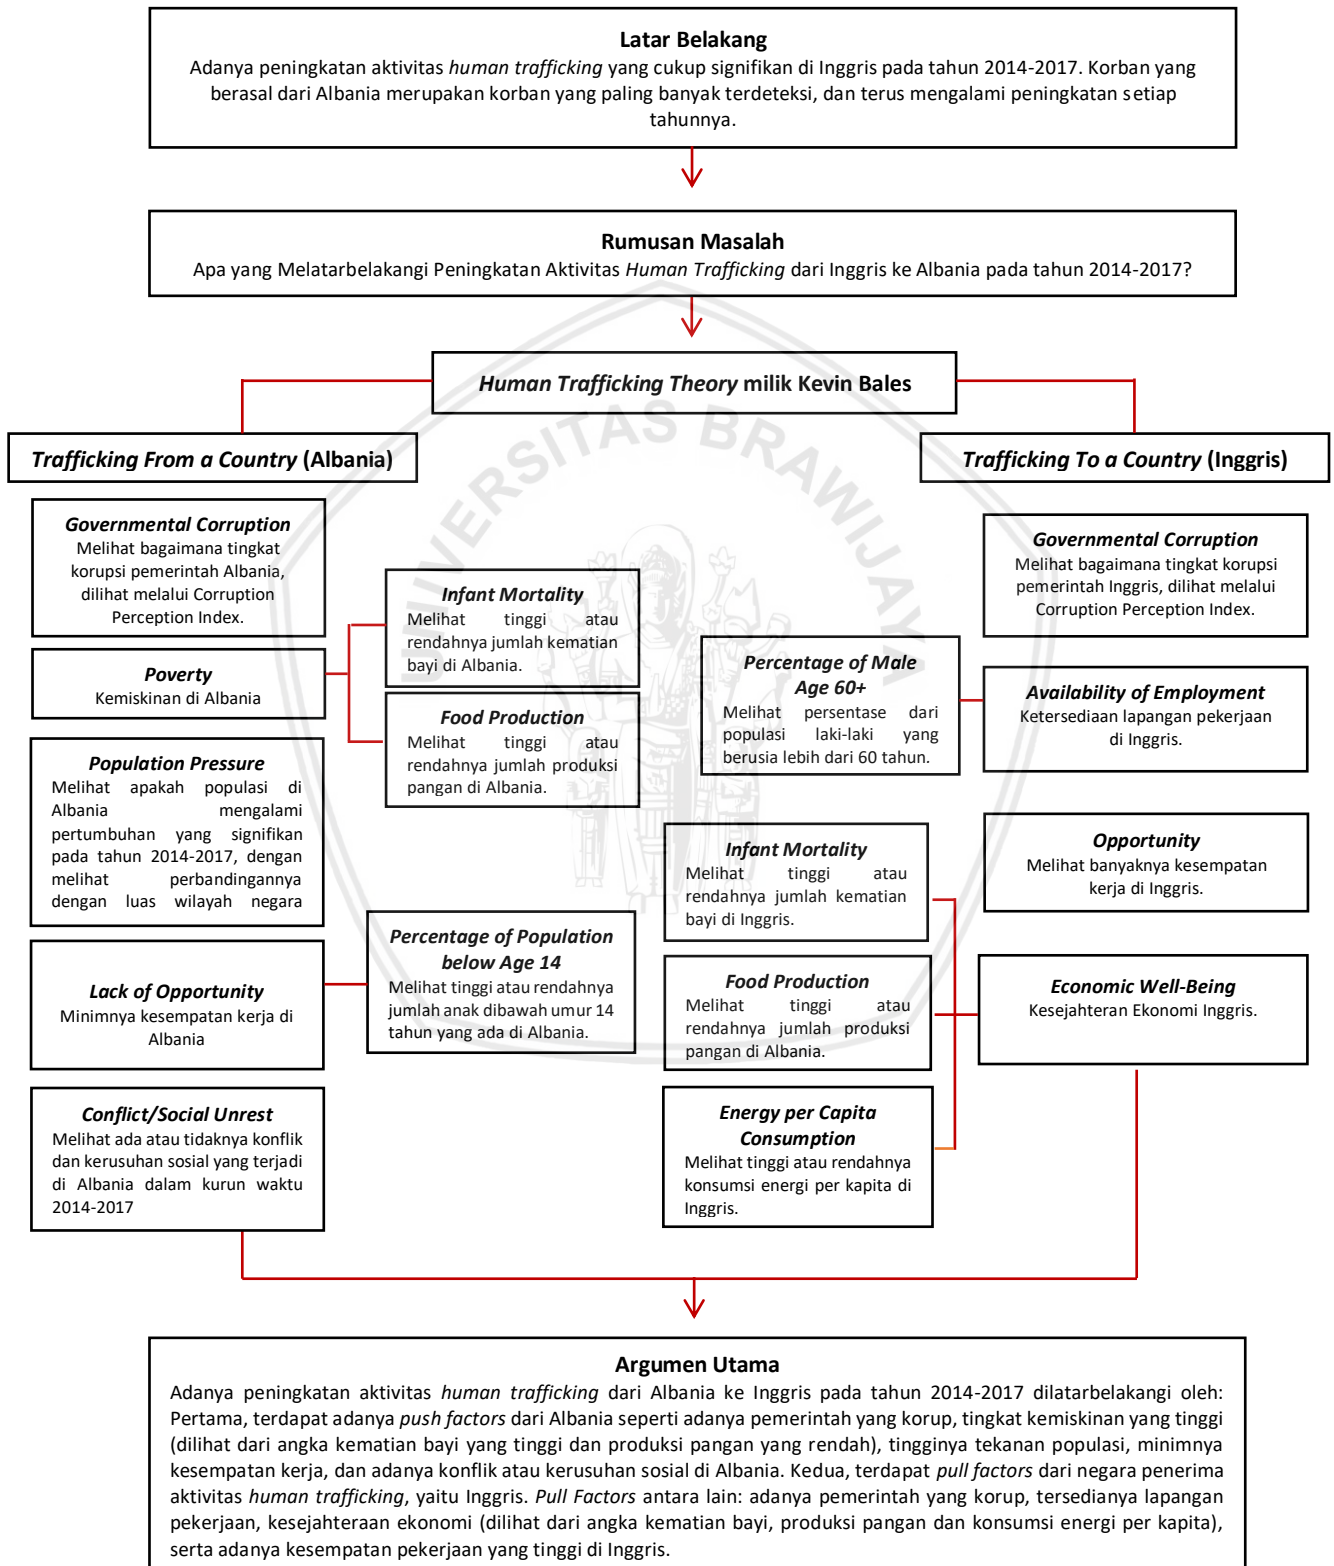 Latar Belakang
Adanya peningkatan aktivitas human trafficking yang cukup signifikan di Inggris pada tahun 2014-2017. Korban yang
berasal dari Albania merupakan korban yang paling banyak terdeteksi, dan terus mengalami peningkatan setiap
tahunnya.
Rumusan Masalah
Apa yang Melatarbelakangi Peningkatan Aktivitas Human Trafficking dari Inggris ke Albania pada tahun 2014-2017?
Human Trafficking Theory milik Kevin Bales
UNIVERSITAS BRAWIJAYA
Trafficking From a Country (Albania)
Governmental Corruption
Melihat bagaimana tingkat
korupsi pemerintah Albania,
dilihat melalui Corruption
Perception Index.
Poverty
Kemiskinan di Albania
Infant Mortality
Melihat tinggi atau
rendahnya jumlah kematian
bayi di Albania.
Food Production
Melihat tinggi atau
rendahnya jumlah produksi
pangan di Albania.
Population Pressure
Melihat apakah populasi di
Albania mengalami
pertumbuhan yang signifikan
pada tahun 2014-2017, dengan
melihat perbandingannya
dengan luas wilayah negara
Lack of Opportunity
Minimnya kesempatan kerja di
Albania
Percentage of Population
below Age 14
Melihat tinggi atau rendahnya
jumlah anak dibawah umur 14
tahun yang ada di Albania.
Conflict/Social Unrest
Melihat ada atau tidaknya konflik
dan kerusuhan sosial yang terjadi
di Albania dalam kurun waktu
2014-2017
Trafficking To a Country (Inggris)
Governmental Corruption
Melihat bagaimana tingkat korupsi
pemerintah Inggris, dilihat melalui
Corruption Perception Index.
Percentage of Male
Age 60+
Melihat persentase dari
populasi laki-laki yang
berusia lebih dari 60 tahun.
Availability of Employment
Ketersediaan lapangan pekerjaan
di Inggris.
Opportunity
Melihat banyaknya kesempatan
kerja di Inggris.
Infant Mortality
Melihat tinggi atau
rendahnya jumlah kematian
bayi di Inggris.
Food Production
Melihat tinggi atau
rendahnya jumlah produksi
pangan di Albania.
Energy per Capita
Consumption
Melihat tinggi atau rendahnya
konsumsi energi per kapita di
Inggris.
Economic Well-Being
Kesejahteran Ekonomi Inggris.
Argumen Utama
Adanya peningkatan aktivitas human trafficking dari Albania ke Inggris pada tahun 2014-2017 dilatarbelakangi oleh:
Pertama, terdapat adanya push factors dari Albania seperti adanya pemerintah yang korup, tingkat kemiskinan yang tinggi
(dilihat dari angka kematian bayi yang tinggi dan produksi pangan yang rendah), tingginya tekanan populasi, minimnya
kesempatan kerja, dan adanya konflik atau kerusuhan sosial di Albania. Kedua, terdapat pull factors dari negara penerima
aktivitas human trafficking, yaitu Inggris. Pull Factors antara lain: adanya pemerintah yang korup, tersedianya lapangan
pekerjaan, kesejahteraan ekonomi (dilihat dari angka kematian bayi, produksi pangan dan konsumsi energi per kapita),
serta adanya kesempatan pekerjaan yang tinggi di Inggris.